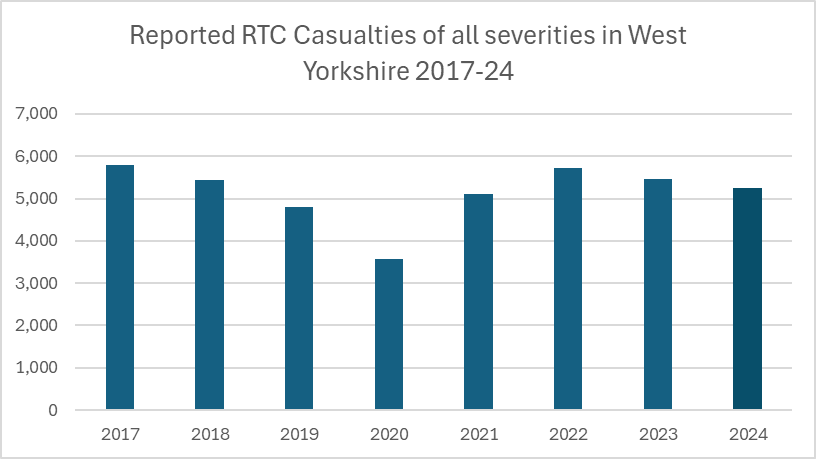 Reported RTC Casualties of all severities in West
Yorkshire 2017-24
7,000
6,000
5,000
4,000
3,000
2,000
1,000
0
2017 2018 2019 2020 2021 2022 2023 2024